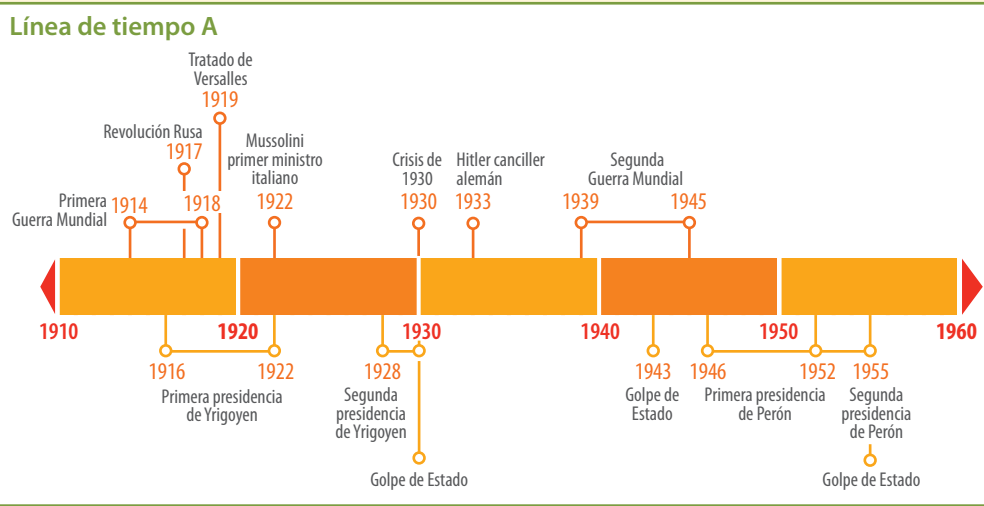 Línea de tiempo A
Tratado de
Versalles
1919
Revolución Rusa
1917
Primera
Guerra Mundial
1914
1918
Mussolini
primer ministro
italiano
1922
Crisis de
1930
1930
Hitler canciller
alemán
1933
Segunda
Guerra Mundial
1939
1945
1910
1920
1930
1940
1950
1960
1916
1922
Primera presidencia
de Yrigoyen
1928
Segunda
presidencia
de Yrigoyen
Golpe de Estado
1943
Golpe de
Estado
1946
1952
Primera presidencia
de Perón
1955
Segunda
presidencia
de Perón
Golpe de Estado